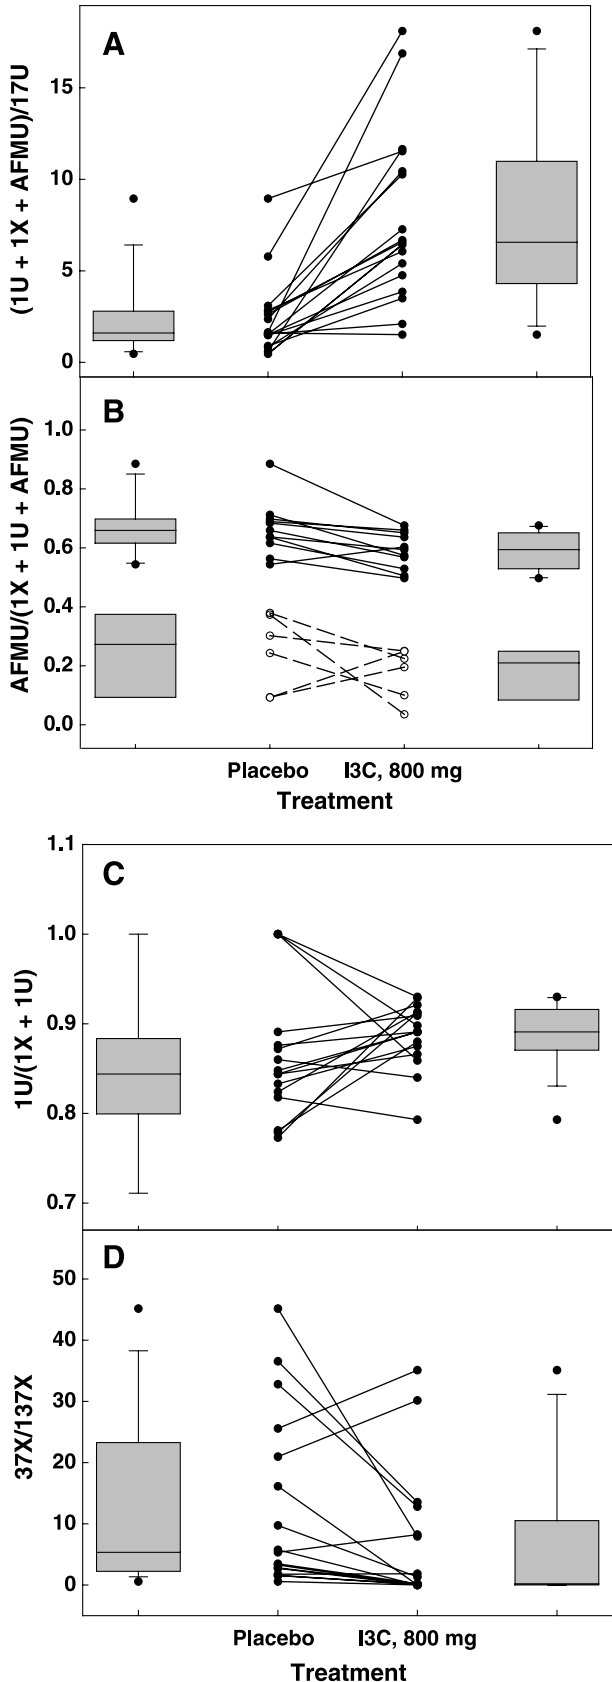 A
(1U + 1X + AFMU)/17U
15
10
5
0
B
AFMU/(1X + 1U + AFMU)
1.0
0.8
0.6
0.4
0.2
0.0
Placebo I3C, 800 mg
Treatment
C
1U/(1X + 1U)
1.1
1.0
0.9
0.8
0.7
D
37X/137X
50
40
30
20
10
0
Placebo I3C, 800 mg
Treatment